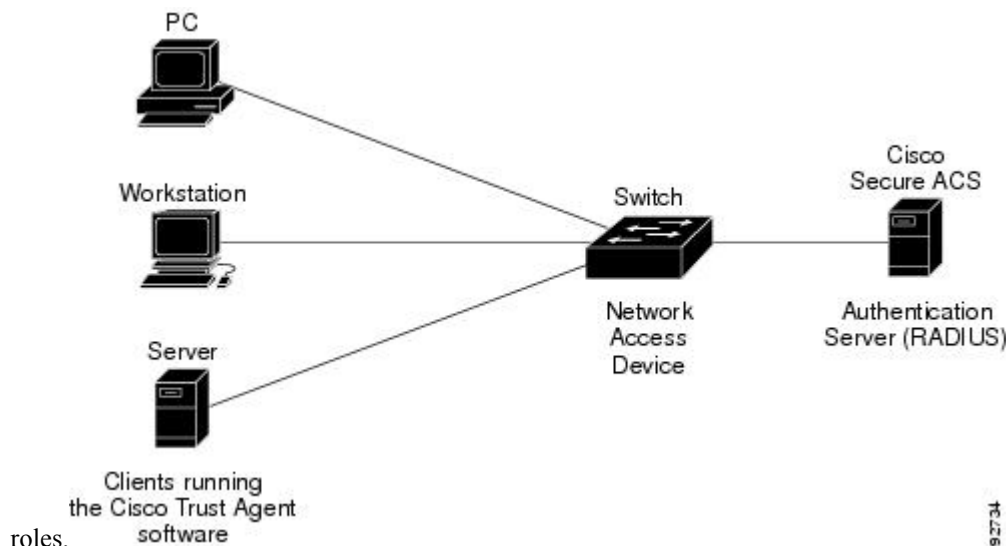 PC
Workstation
Server
Clients running
the Cisco Trust Agent
software
Switch
Network
Access
Device
Cisco
Secure ACS
Authentication
Server (RADIUS)
roles.